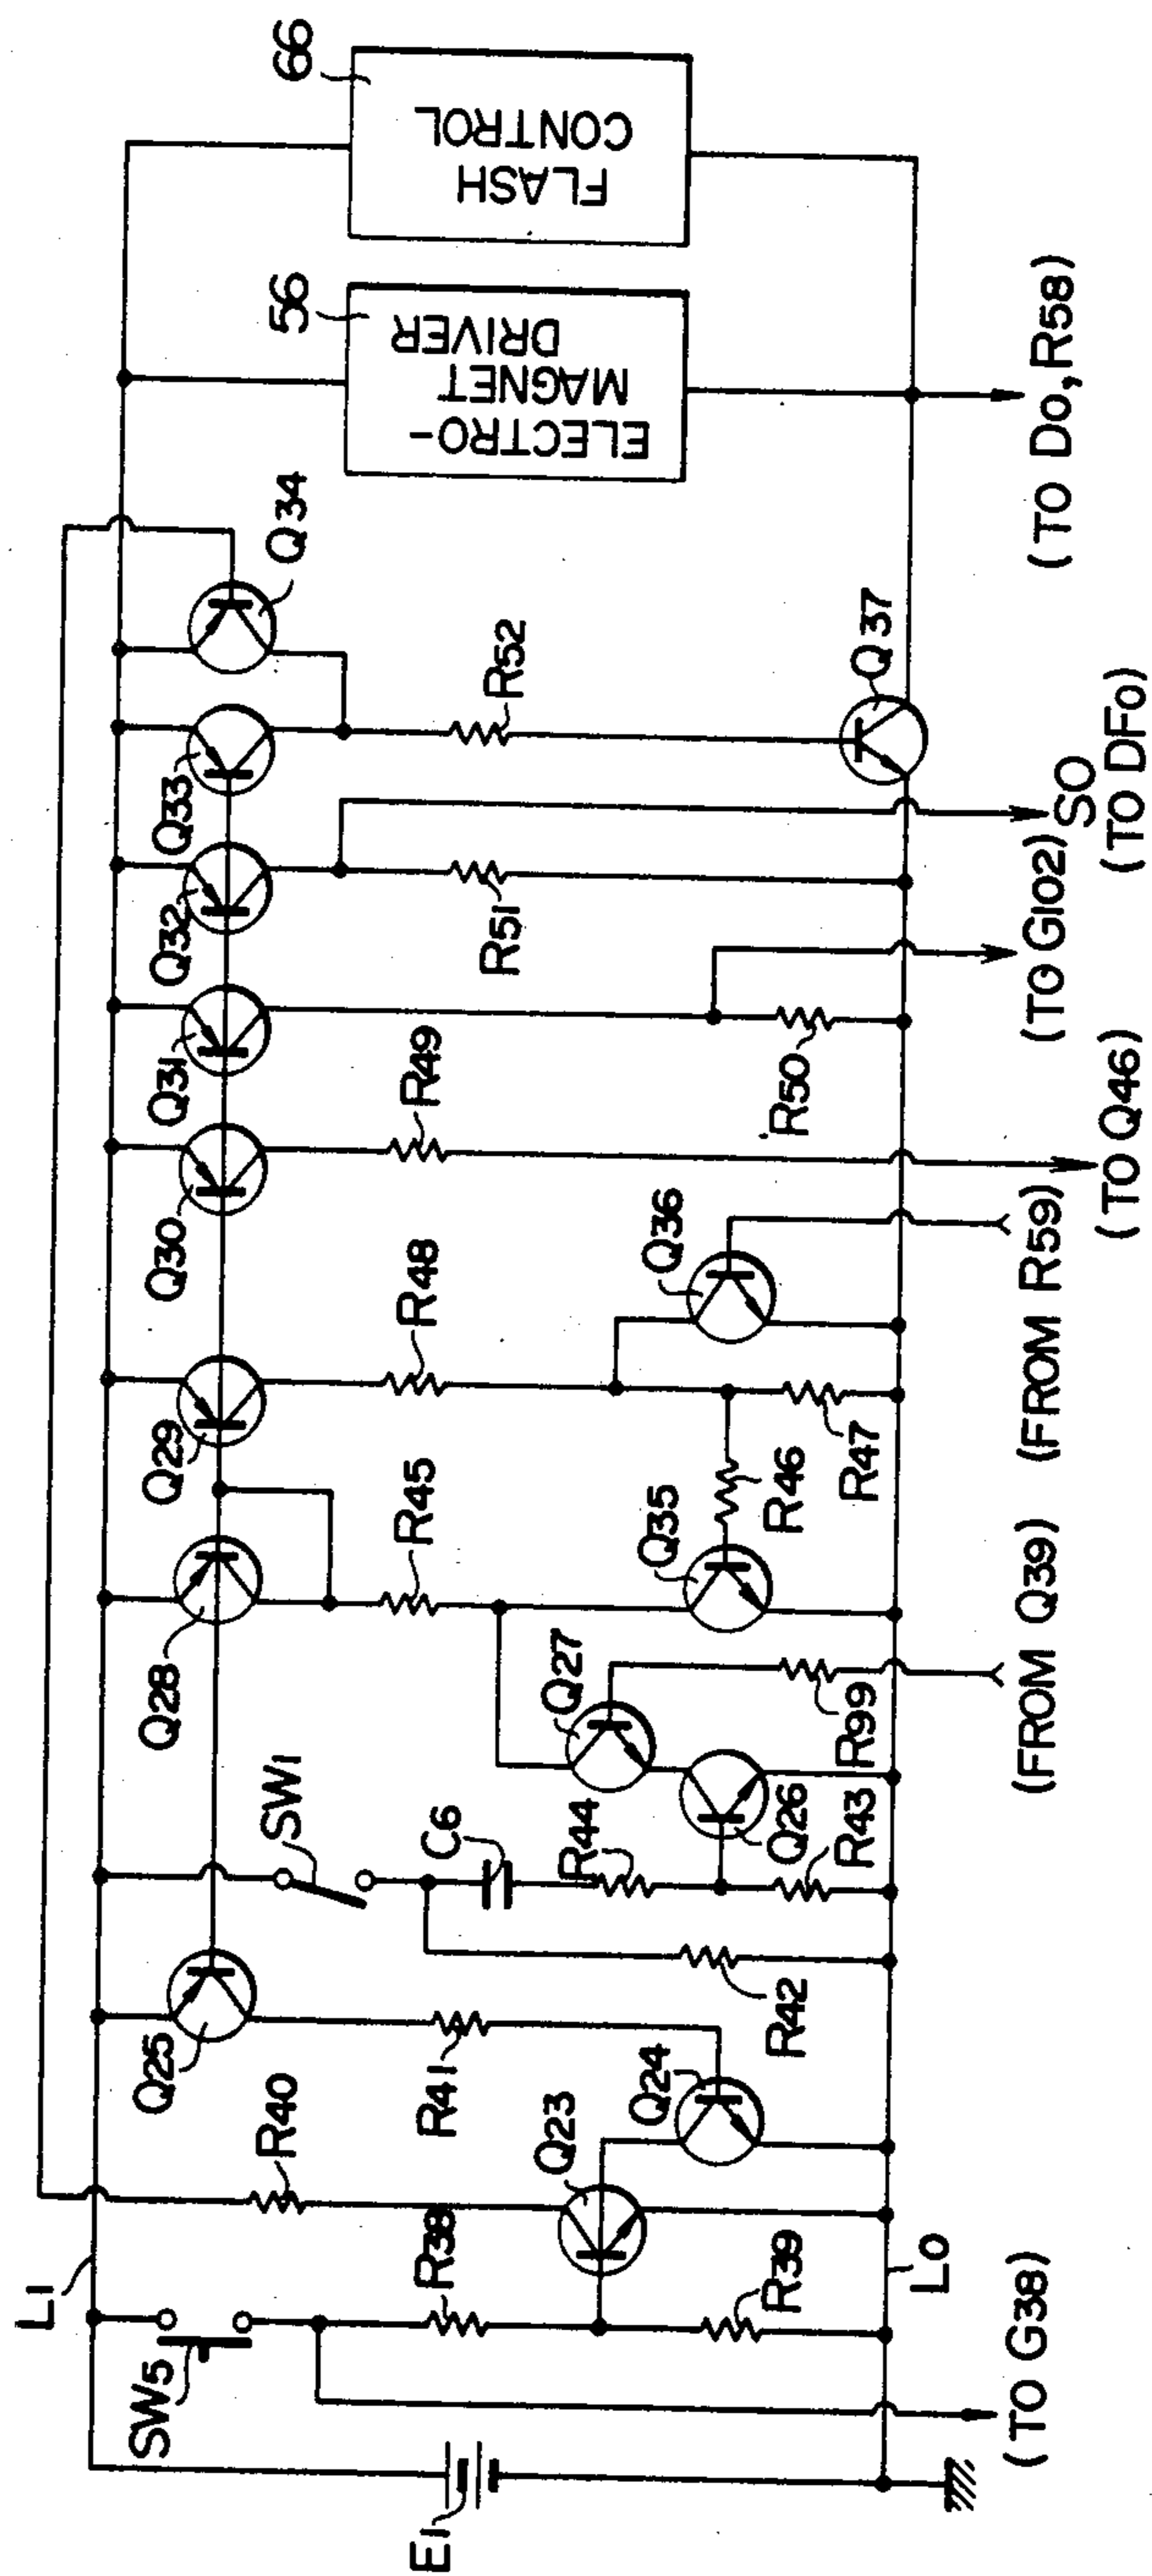 L1
SW5
E1
R38
R39
(TO G38)
L0
R40
Q23
Q24
R41
Q25
R42
SW1
C6
R44
R43
Q26
Q27
R99
(FROM Q39)
Q28
R45
Q35
R46
R47
Q29
R48
Q36
(FROM R59)
Q30
R49
(TO Q46)
Q31
R50
(TO G102)
Q32
R51
SO
(TO DF0)
Q33
Q34
R52
Q37
56
ELECTRO-
MAGNET
DRIVER
66
FLASH
CONTROL
(TO D0, R58)